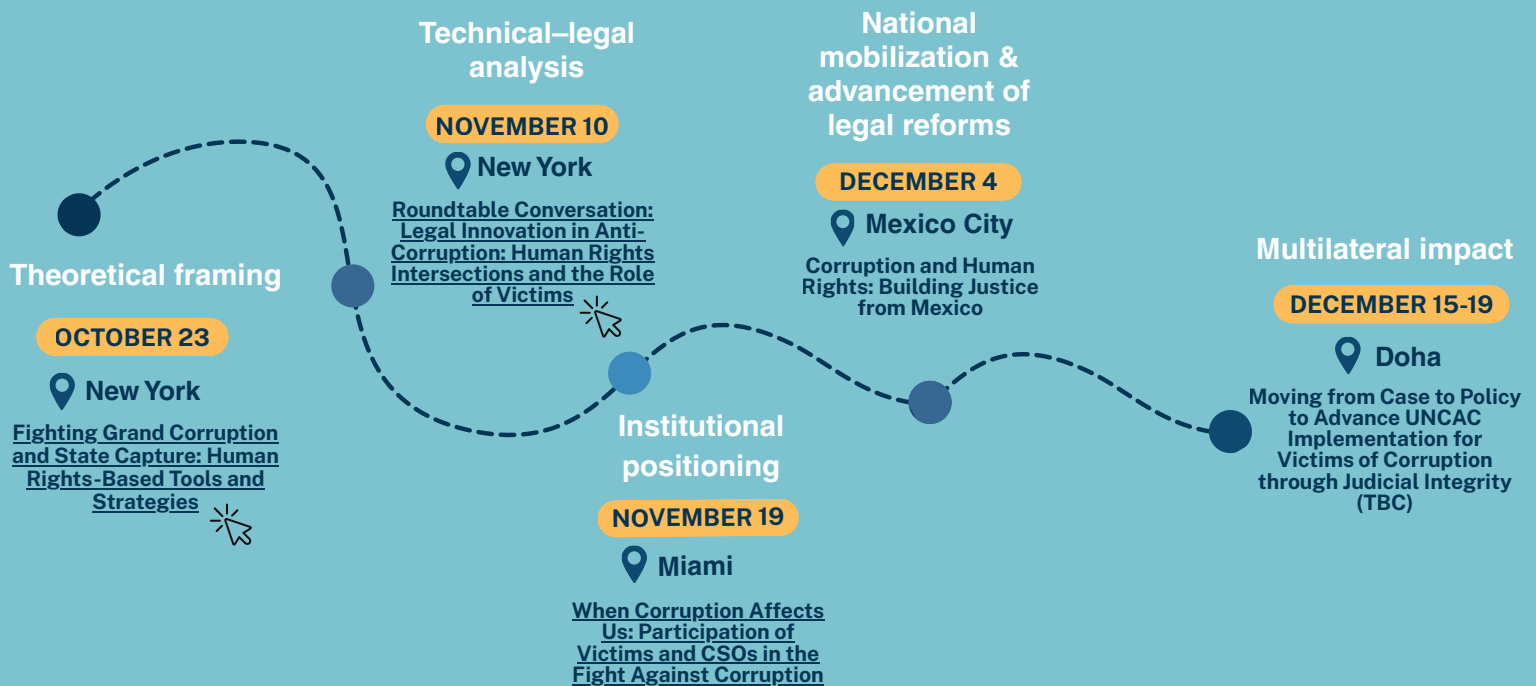 Theoretical framing
OCTOBER 23
New York
Fighting Grand Corruption
and State Capture: Human
Rights-Based Tools and
Strategies
Technical–legal
analysis
NOVEMBER 10
New York
Roundtable Conversation:
Legal Innovation in Anti-
Corruption: Human Rights
Intersections and the Role
of Victims
Institutional
positioning
NOVEMBER 19
Miami
When Corruption Affects
Us: Participation of
Victims and CSOs in the
Fight Against Corruption
National
mobilization &
advancement of
legal reforms
DECEMBER 4
Mexico City
Corruption and Human
Rights: Building Justice
from Mexico
Multilateral impact
DECEMBER 15-19
Doha
Moving from Case to Policy
to Advance UNCAC
Implementation for
Victims of Corruption
through Judicial Integrity
(TBC)